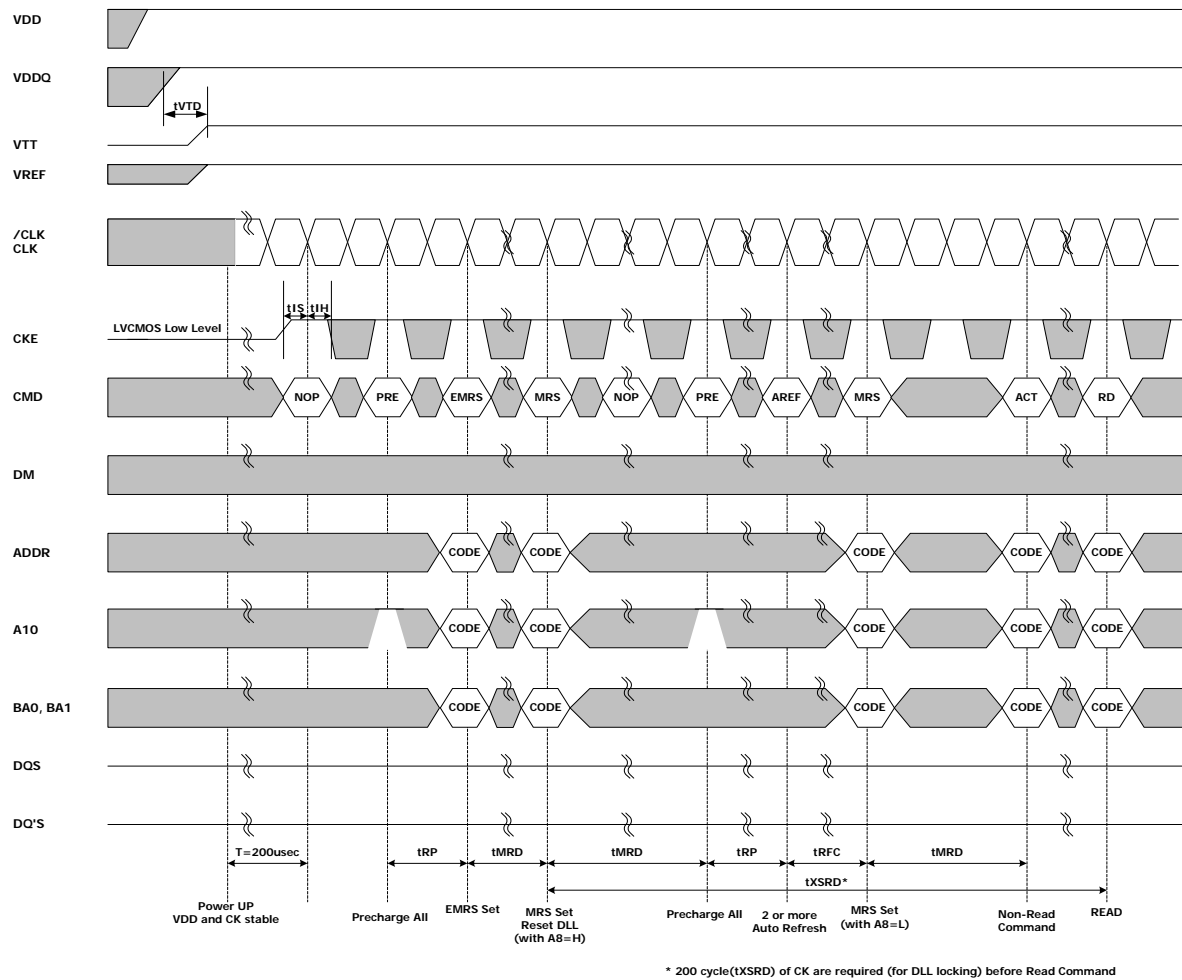 VDD
VDDQ
tVTD
VTT
VREF
/CLK
CLK
tIS tIH
LVCMOS Low Level
CKE
CMD NOP PRE EMRS MRS NOP PRE AREF MRS ACT RD
DM
ADDR CODE CODE CODE CODE CODE
A10 CODE CODE CODE CODE CODE
BA0, BA1 CODE CODE CODE CODE CODE
DQS
DQ'S
T=200usec tRP tMRD tMRD tRP tRFC tMRD
tXSRD*
Power UP
VDD and CK stable
Precharge All
EMRS Set
MRS Set
Reset DLL
(with A8=H)
Precharge All
2 or more
Auto Refresh
MRS Set
(with A8=L)
Non-Read
Command
READ
* 200 cycle(tXSRD) of CK are required (for DLL locking) before Read Command